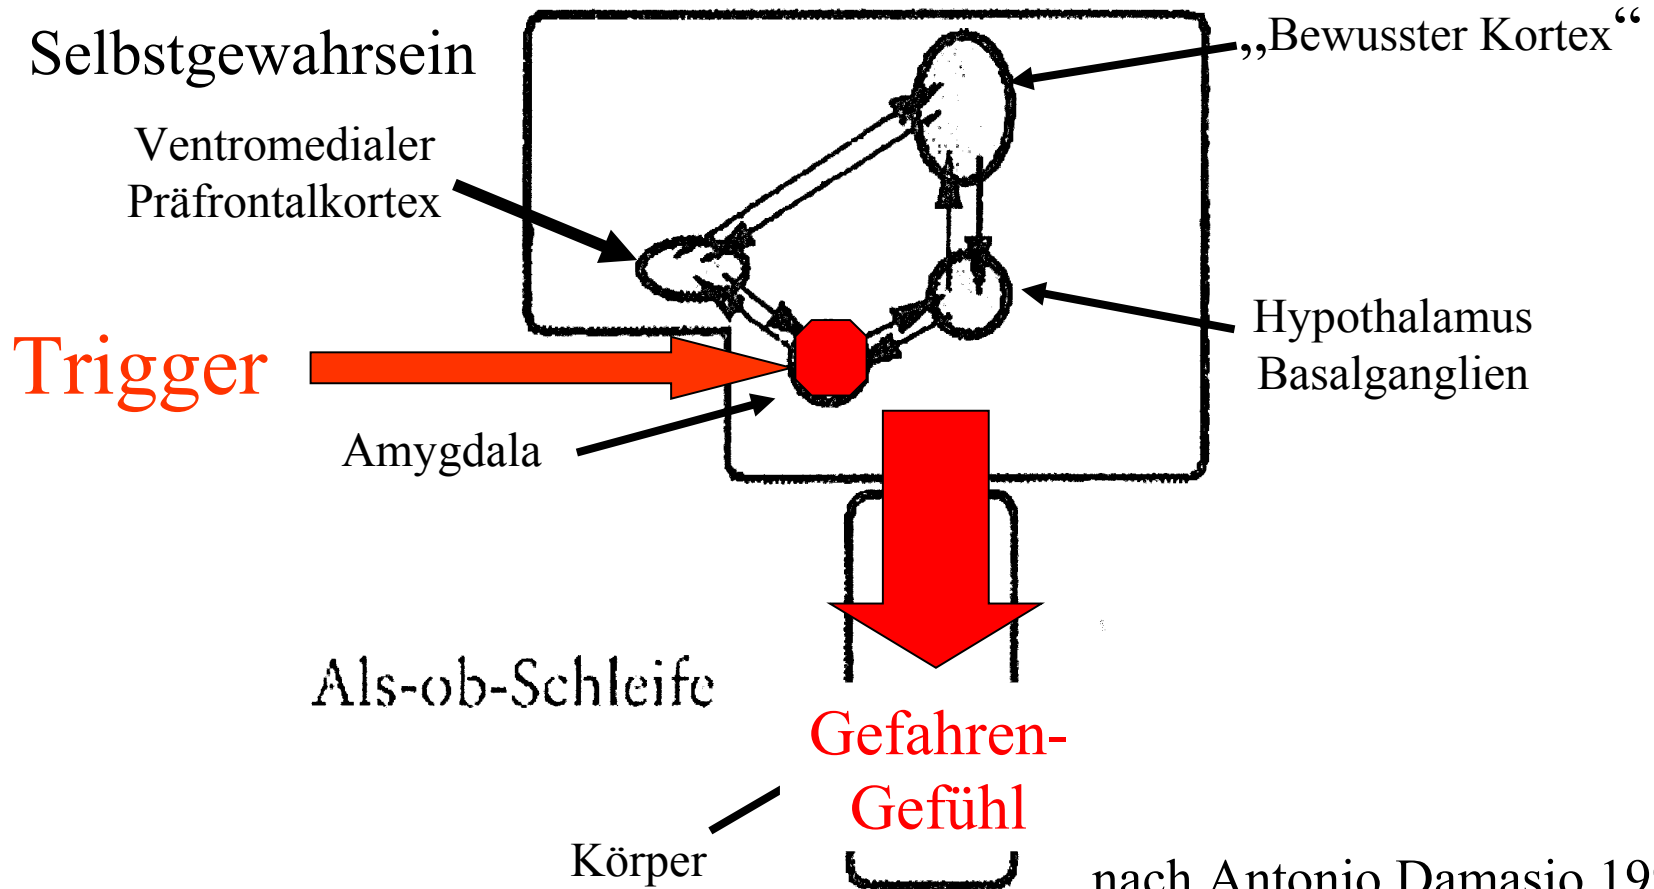 Selbstgewahrsein
„Bewusster Kortex“
Ventromedialer
Präfrontalkortex
Hypothalamus
Basalganglien
Trigger
Amygdala
Als-ob-Schleife
Gefahren-
Gefühl
Körper
nach Antonio Damasio